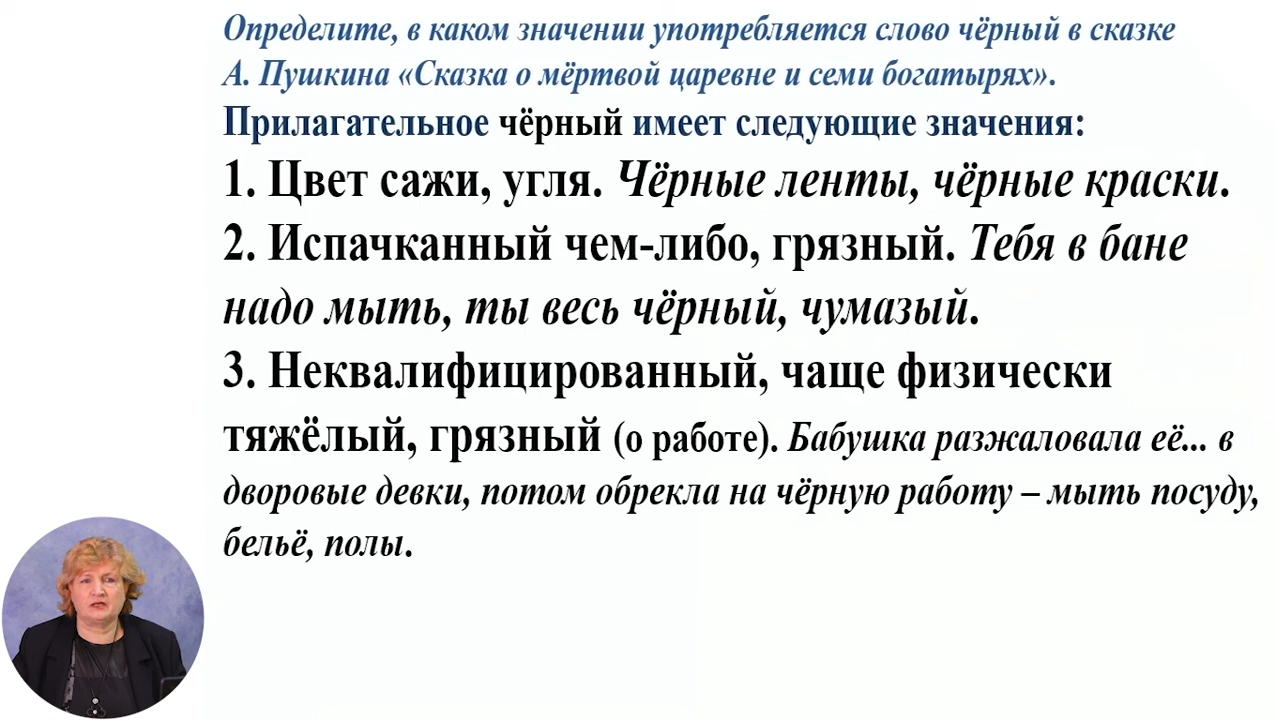 Определите, в каком значении употребляется слово чёрный в сказке
А. Пушкина «Сказка о мёртвой царевне и семи богатырях».
Прилагательное чёрный имеет следующие значения:
1. Цвет сажи, угля. Чёрные ленты, чёрные краски.
2. Испачканный чем-либо, грязный. Тебя в бане
надо мыть, ты весь чёрный, чумазый.
3. Неквалифицированный, чаще физически
тяжёлый, грязный (о работе). Бабушка разжаловала её... в
дворовые девки, потом обрекла на чёрную работу – мыть посуду,
бельё, полы.